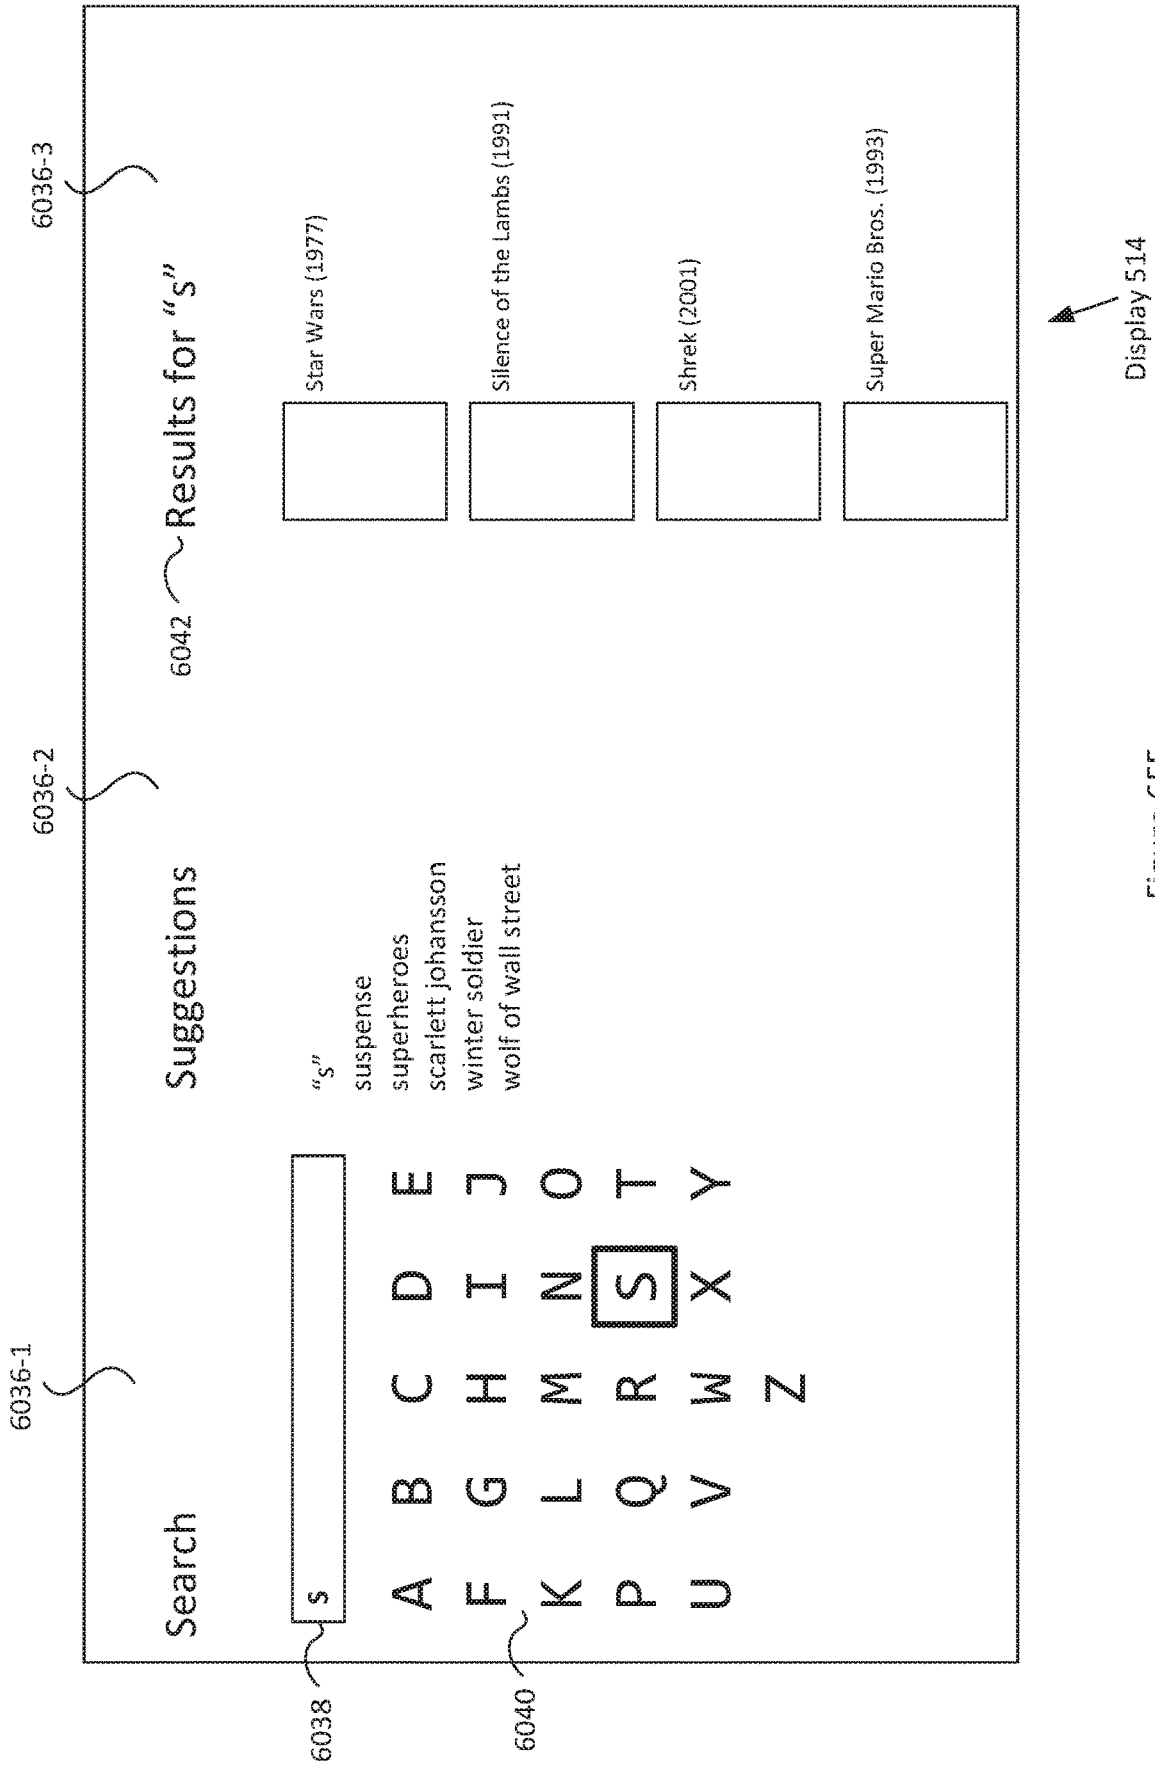 6036-1
6036-2
6036-3
Search
Suggestions
6042
Results for “s”
6038
s
“s”
suspense
superheroes
scarlett johansson
winter soldier
wolf of wall street
A B C D E
F G H I J
K L M N O
P Q R S T
U V W X Y
Z
6040
Star Wars (1977)
Silence of the Lambs (1991)
Shrek (2001)
Super Mario Bros. (1993)
Display 514
Figure